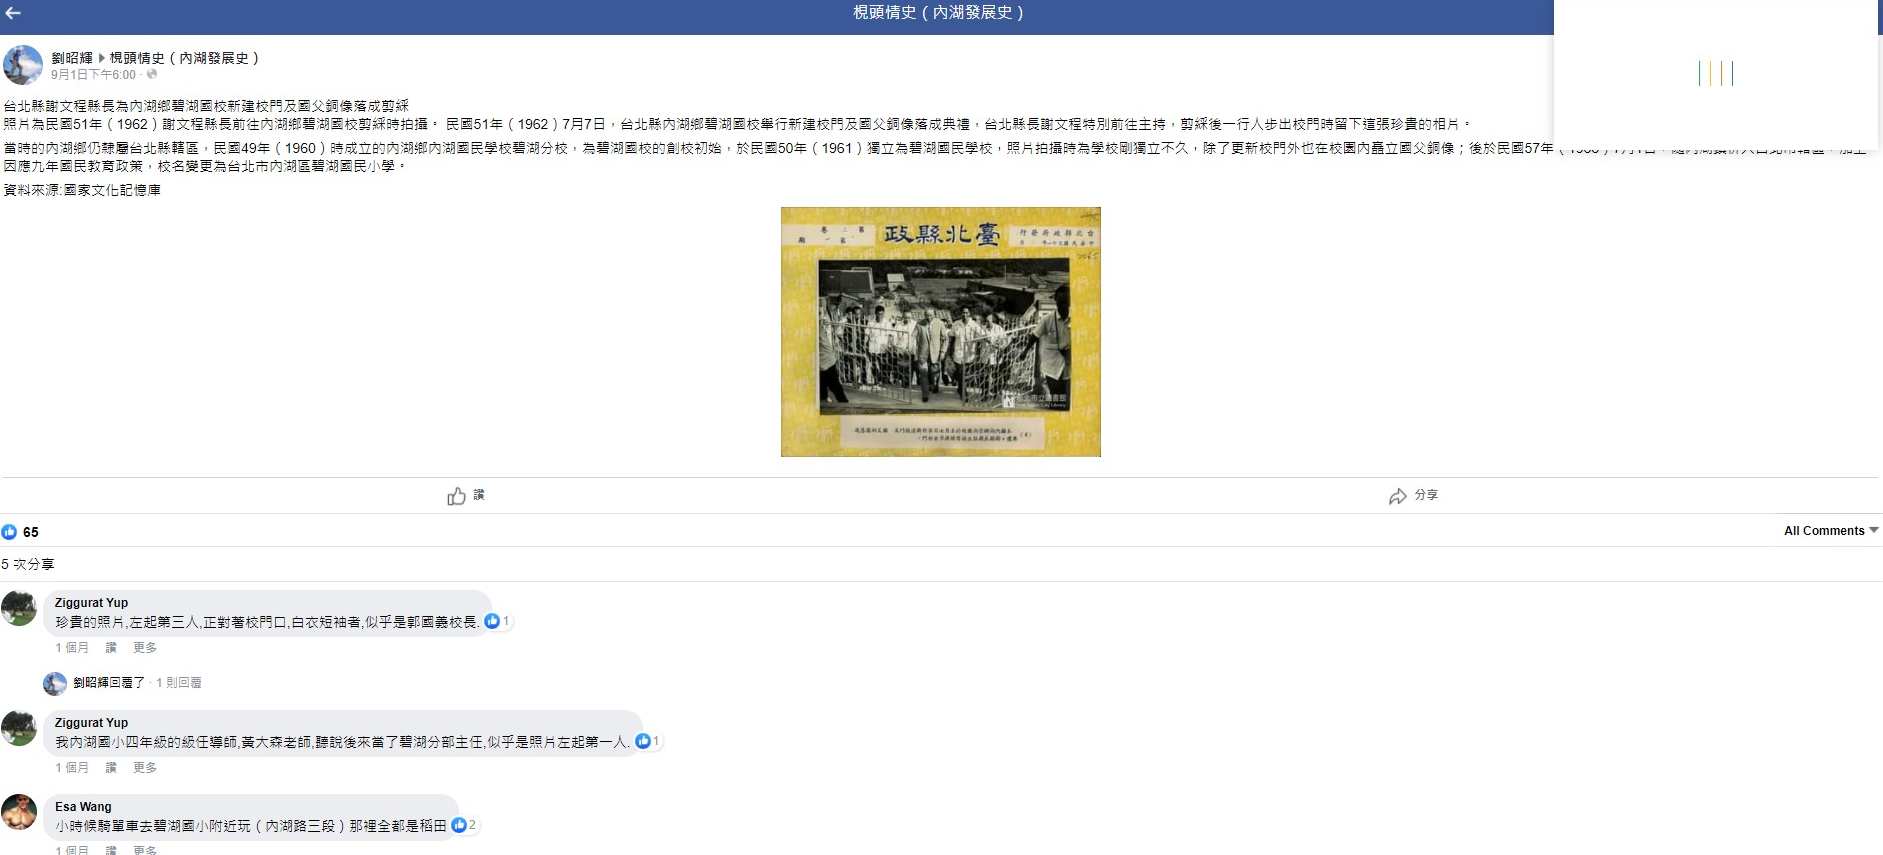 梘頭情史（內湖發展史）
劉昭輝 ▶ 梘頭情史（內湖發展史）
9月1日下午6:00 ·
台北縣謝文程縣長為內湖鄉碧湖國校新建校門及國父銅像落成剪綵
照片為民國51年（1962）謝文程縣長前往內湖鄉碧湖國校剪綵時拍攝。 民國51年（1962）7月7日，台北縣內湖鄉碧湖國校舉行新建校門及國父銅像落成典禮，台北縣長謝文程特別前往主持，剪綵後一行人步出校門時留下這張珍貴的相片。
當時的內湖鄉仍隸屬台北縣轄區，民國49年（1960）時成立的內湖鄉內湖國民學校碧湖分校，為碧湖國校的創校初始，於民國50年（1961）獨立為碧湖國民學校，照片拍攝時為學校剛獨立不久，除了更新校門外也在校園內矗立國父銅像；後於民國57年
因應九年國民教育政策，校名變更為台北市內湖區碧湖國民小學。
資料來源:國家文化記憶庫
第二卷
第一期
臺北縣政
台北縣政府發行
讚
分享
65
All Comments
5 次分享
Ziggurat Yup
珍貴的照片,左起第三人,正對著校門口,白衣短袖者,似乎是郭國義校長. 1
1 個月 讚 更多
劉昭輝回覆了 · 1 則回覆
Ziggurat Yup
我內湖國小四年級的級任導師,黃大森老師,聽說後來當了碧湖分部主任,似乎是照片左起第一人. 1
1 個月 讚 更多
Esa Wang
小時候騎單車去碧湖國小附近玩（內湖路三段）那裡全都是稻田 2
1 個月 讚 更多